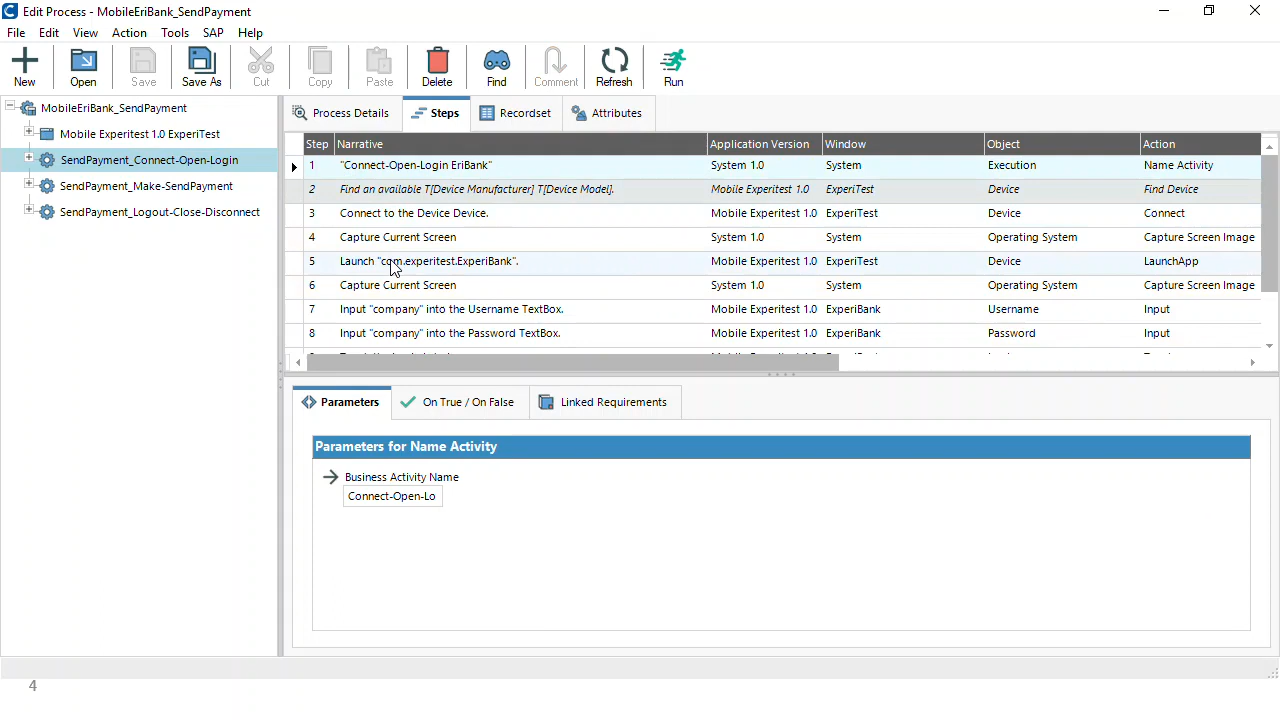 Edit Process - MobileEriBank_SendPayment
File Edit View Action Tools SAP Help
New Open Save Save As Cut Copy Paste Delete Find Comment Refresh Run
MobileEriBank_SendPayment
Mobile Experitest 1.0 ExperiTest
SendPayment_Connect-Open-Login
SendPayment_Make-SendPayment
SendPayment_Logout-Close-Disconnect
Process Details Steps Recordset Attributes
Step Narrative Application Version Window Object Action
1 "Connect-Open-Login EriBank" System 1.0 System Execution Name Activity
2 Find an available T[Device Manufacturer] T[Device Model]. Mobile Experitest 1.0 ExperiTest Device Find Device
3 Connect to the Device Device. Mobile Experitest 1.0 ExperiTest Device Connect
4 Capture Current Screen System 1.0 System Operating System Capture Screen Image
5 Launch "com.experitest.ExperiBank". Mobile Experitest 1.0 ExperiTest Device LaunchApp
6 Capture Current Screen System 1.0 System Operating System Capture Screen Image
7 Input "company" into the Username TextBox. Mobile Experitest 1.0 ExperiBank Username Input
8 Input "company" into the Password TextBox. Mobile Experitest 1.0 ExperiBank Password Input
Parameters On True / On False Linked Requirements
Parameters for Name Activity
Business Activity Name
Connect-Open-Lo
4